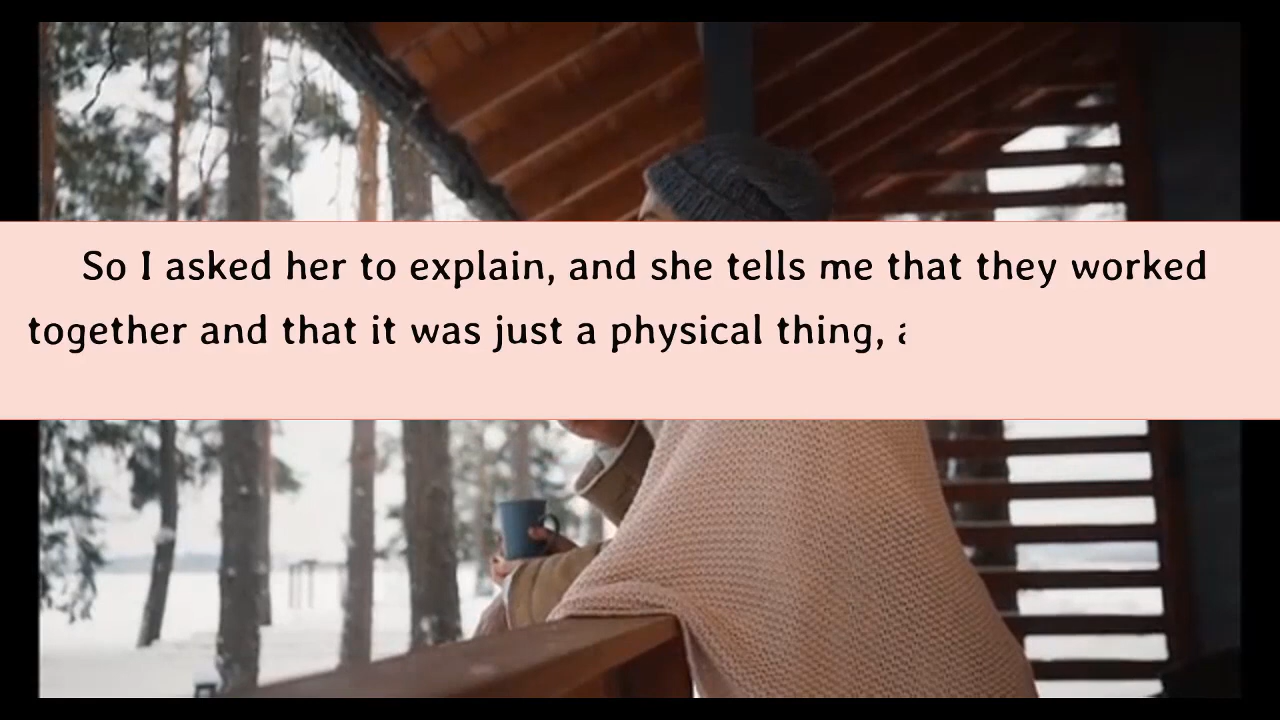 So I asked her to explain, and she tells me that they worked
together and that it was just a physical thing,